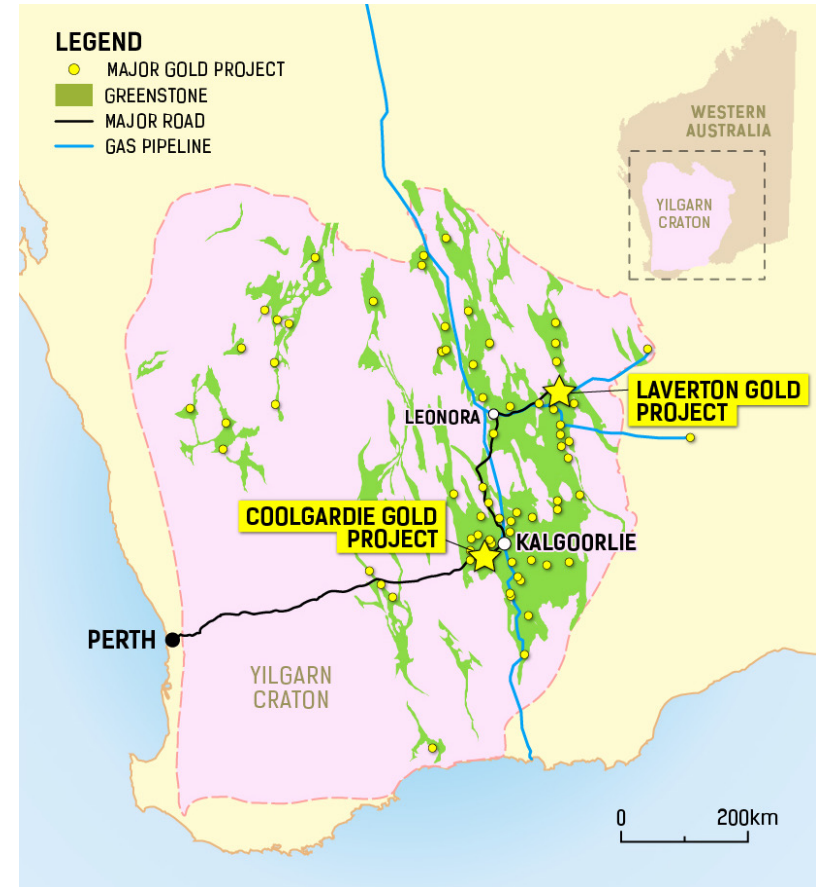 LEGEND
MAJOR GOLD PROJECT
GREENSTONE
MAJOR ROAD
GAS PIPELINE
WESTERN
AUSTRALIA
YILGARN
CRATON
LEONORA
LAVERTON GOLD
PROJECT
COOLGARDIE GOLD
PROJECT
KALGOORLIE
PERTH
YILGARN
CRATON
0 200km